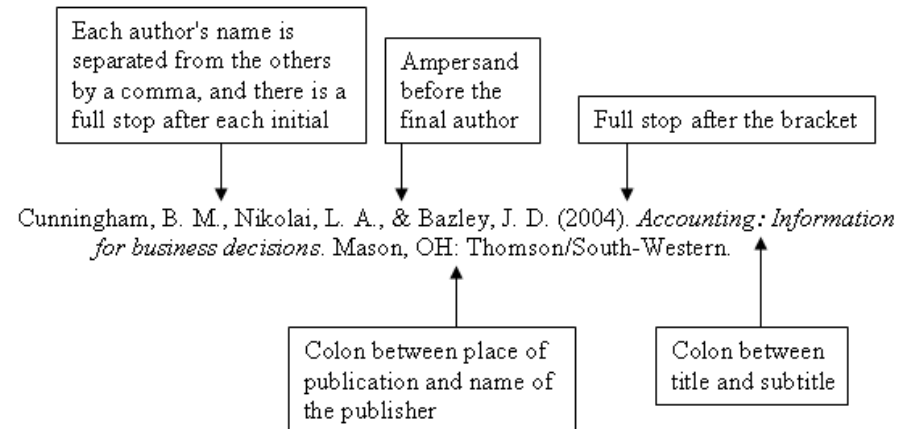 Each author's name is
separated from the others
by a comma, and there is a
full stop after each initial
Ampersand
before the
final author
Full stop after the bracket
Cunningham, B. M., Nikolai, L. A., & Bazley, J. D. (2004). Accounting: Information
for business decisions. Mason, OH: Thomson/South-Western.
Colon between place of
publication and name of
the publisher
Colon between
title and subtitle